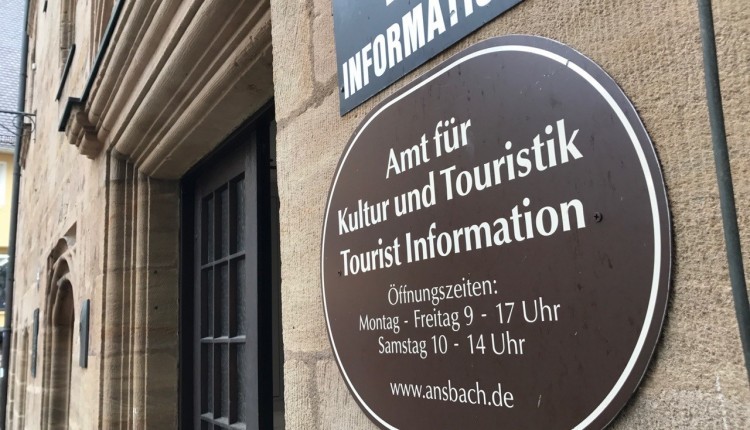 INFORMATION
Amt für
Kultur und Touristik
Tourist Information
Öffnungszeiten:
Montag - Freitag 9 - 17 Uhr
Samstag 10 - 14 Uhr
www.ansbach.de